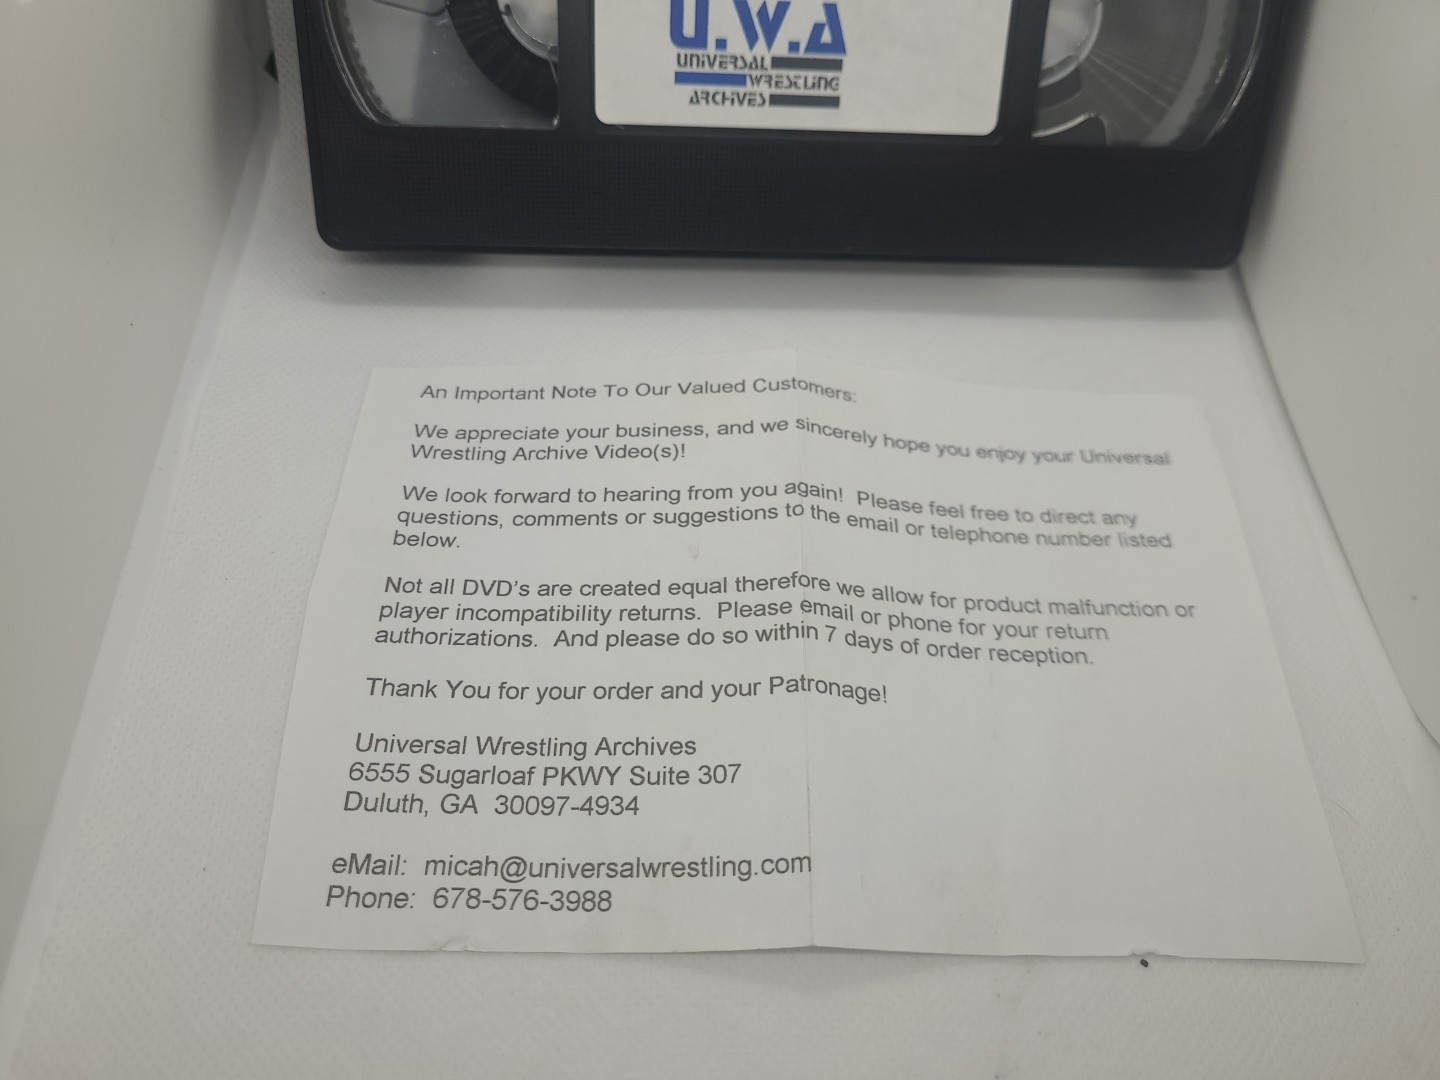 U.W.A
UNIVERSAL
WRESTLING
ARCHIVES
An Important Note To Our Valued Customers:
We appreciate your business, and we sincerely hope you enjoy your Universal
Wrestling Archive Video(s)!
We look forward to hearing from you again!  Please feel free to direct any
questions, comments or suggestions to the email or telephone number listed
below.
Not all DVD's are created equal therefore we allow for product malfunction or
player incompatibility returns.  Please email or phone for your return
authorizations.  And please do so within 7 days of order reception.
Thank You for your order and your Patronage!
Universal Wrestling Archives
6555 Sugarloaf PKWY Suite 307
Duluth, GA  30097-4934
eMail:  micah@universalwrestling.com
Phone:  678-576-3988